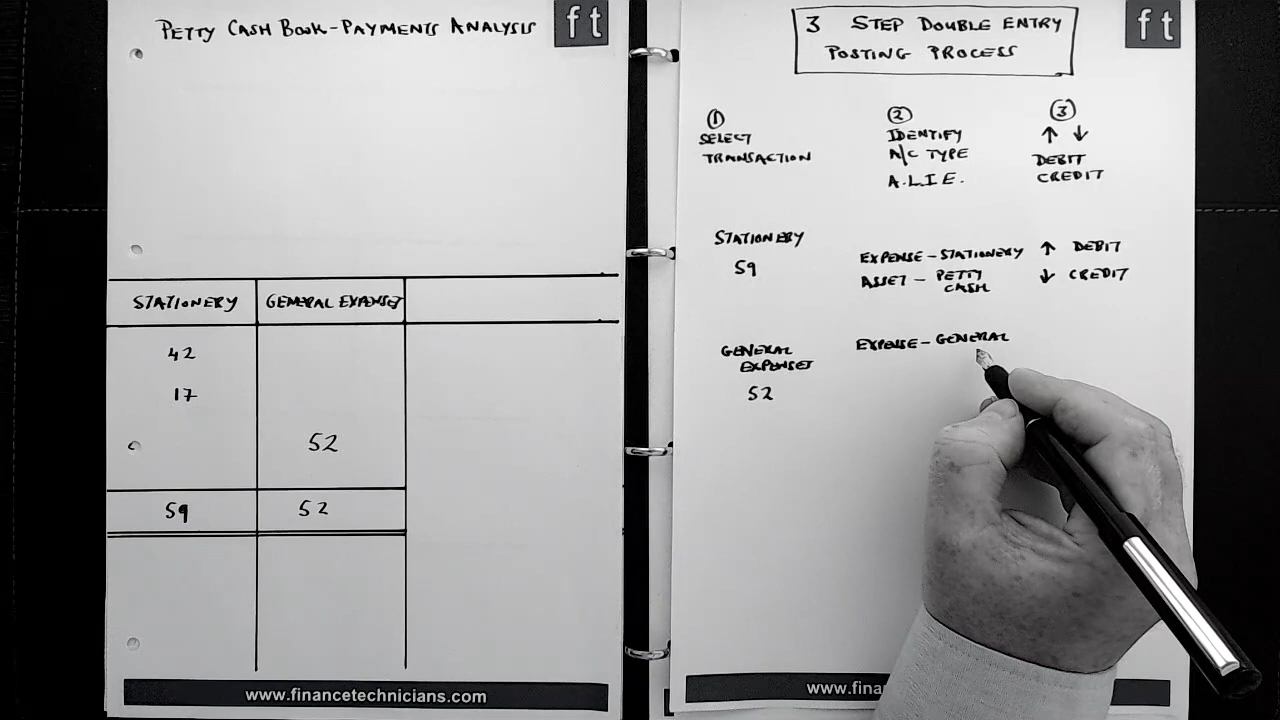 PETTY CASH BOOK-PAYMENTS ANALYSIS
ft
STATIONERY
GENERAL EXPENSES
42
17
52
59
52
www.financetechnicians.com
3 STEP DOUBLE ENTRY
POSTING PROCESS
ft
①
SELECT
TRANSACTION
②
IDENTIFY
A/C TYPE
A.L.I.E.
③
↑ ↓
DEBIT
CREDIT
STATIONERY
59
EXPENSE-STATIONERY ↑ DEBIT
ASSET - PETTY CASH ↓ CREDIT
GENERAL
EXPENSES
52
EXPENSE-GENERAL